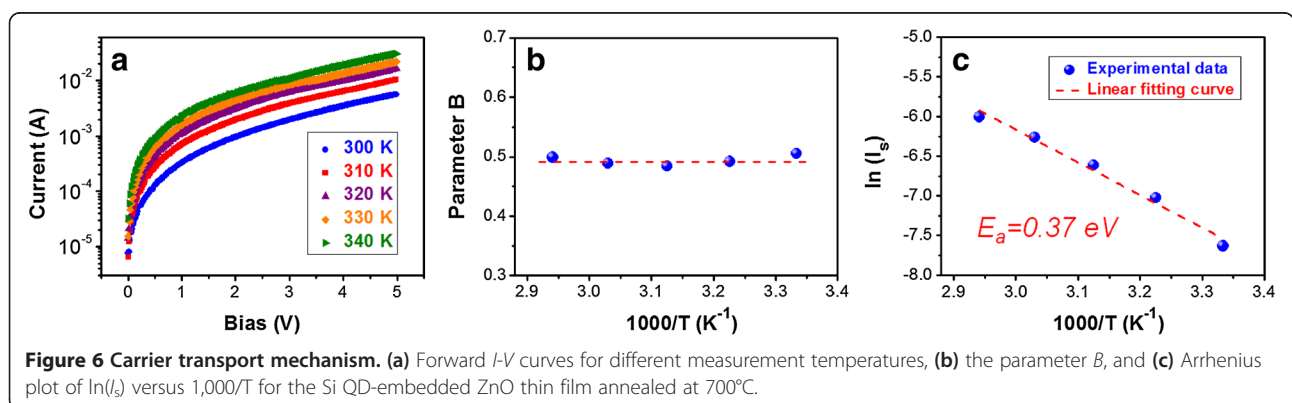 a
Current (A)
10⁻²
10⁻³
10⁻⁴
10⁻⁵
300 K
310 K
320 K
330 K
340 K
0 1 2 3 4 5
Bias (V)
b
Parameter B
0.7
0.6
0.5
0.4
0.3
2.9 3.0 3.1 3.2 3.3 3.4
1000/T (K⁻¹)
c
ln (Iₛ)
-5.0
-5.5
-6.0
-6.5
-7.0
-7.5
-8.0
Experimental data
Linear fitting curve
Eₐ=0.37 eV
2.9 3.0 3.1 3.2 3.3 3.4
1000/T (K⁻¹)
Figure 6 Carrier transport mechanism. (a) Forward I-V curves for different measurement temperatures, (b) the parameter B, and (c) Arrhenius
plot of ln(Iₛ) versus 1,000/T for the Si QD-embedded ZnO thin film annealed at 700°C.